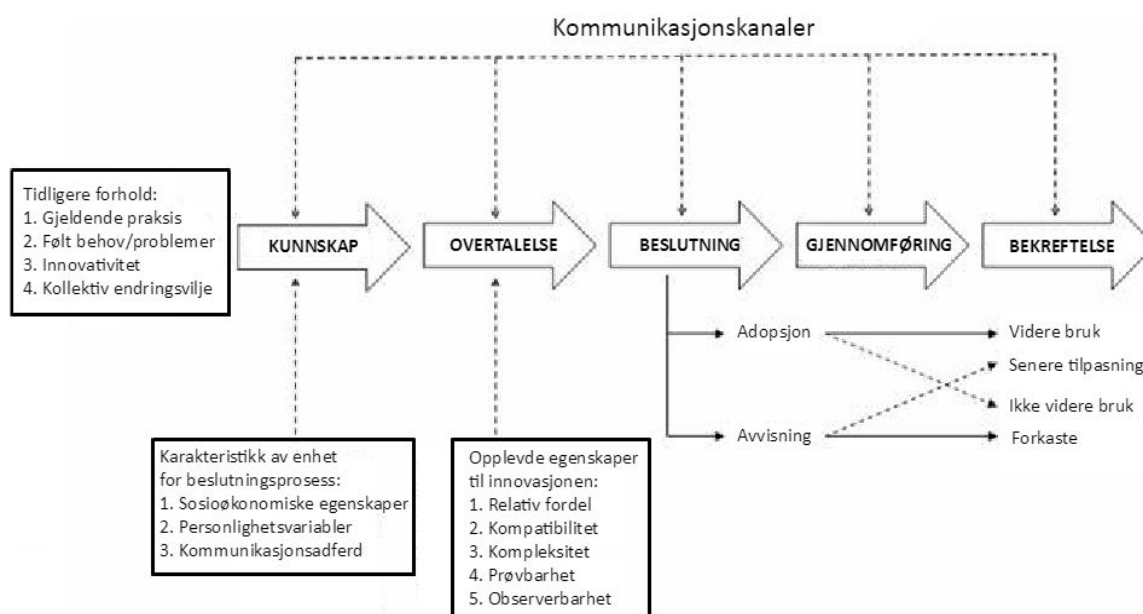 Kommunikasjonskanaler
Tidligere forhold:
1. Gjeldende praksis
2. Følt behov/problemer
3. Innovativitet
4. Kollektiv endringsvilje
KUNNSKAP
OVERTALELSE
BESLUTNING
GJENNOMFØRING
BEKREFTELSE
Adopsjon
Avvisning
Videre bruk
Senere tilpasning
Ikke videre bruk
Forkaste
Karakteristikk av enhet
for beslutningsprosess:
1. Sosioøkonomiske egenskaper
2. Personlighetsvariabler
3. Kommunikasjonsadferd
Opplevde egenskaper
til innovasjonen:
1. Relativ fordel
2. Kompatibilitet
3. Kompleksitet
4. Prøvbarhet
5. Observerbarhet